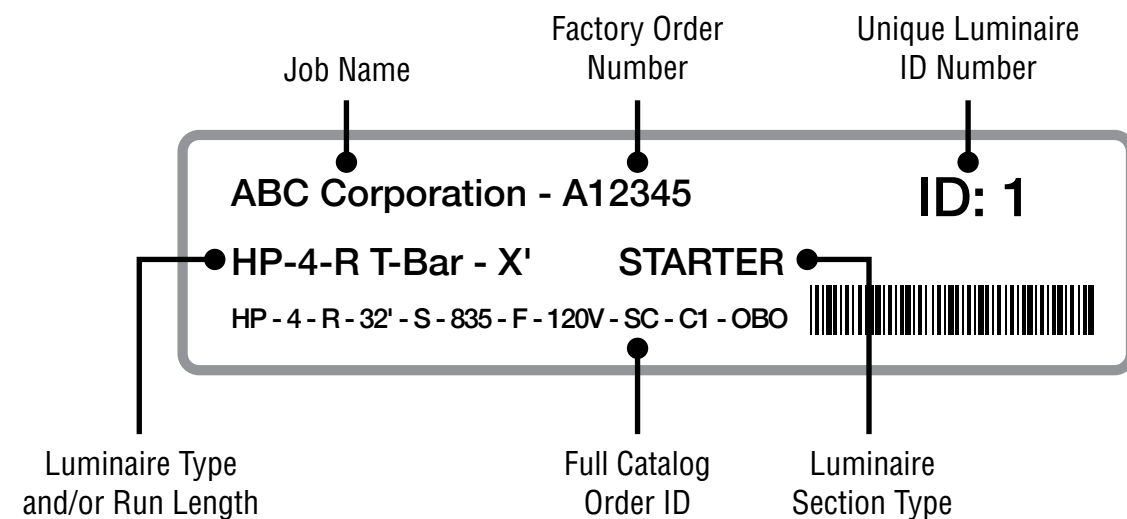 Factory Order
Number
Unique Luminaire
ID Number
Job Name
ABC Corporation - A12345
ID: 1
HP-4-R T-Bar - X'
STARTER
HP - 4 - R - 32' - S - 835 - F - 120V - SC - C1 - OBO
Luminaire Type
and/or Run Length
Full Catalog
Order ID
Luminaire
Section Type